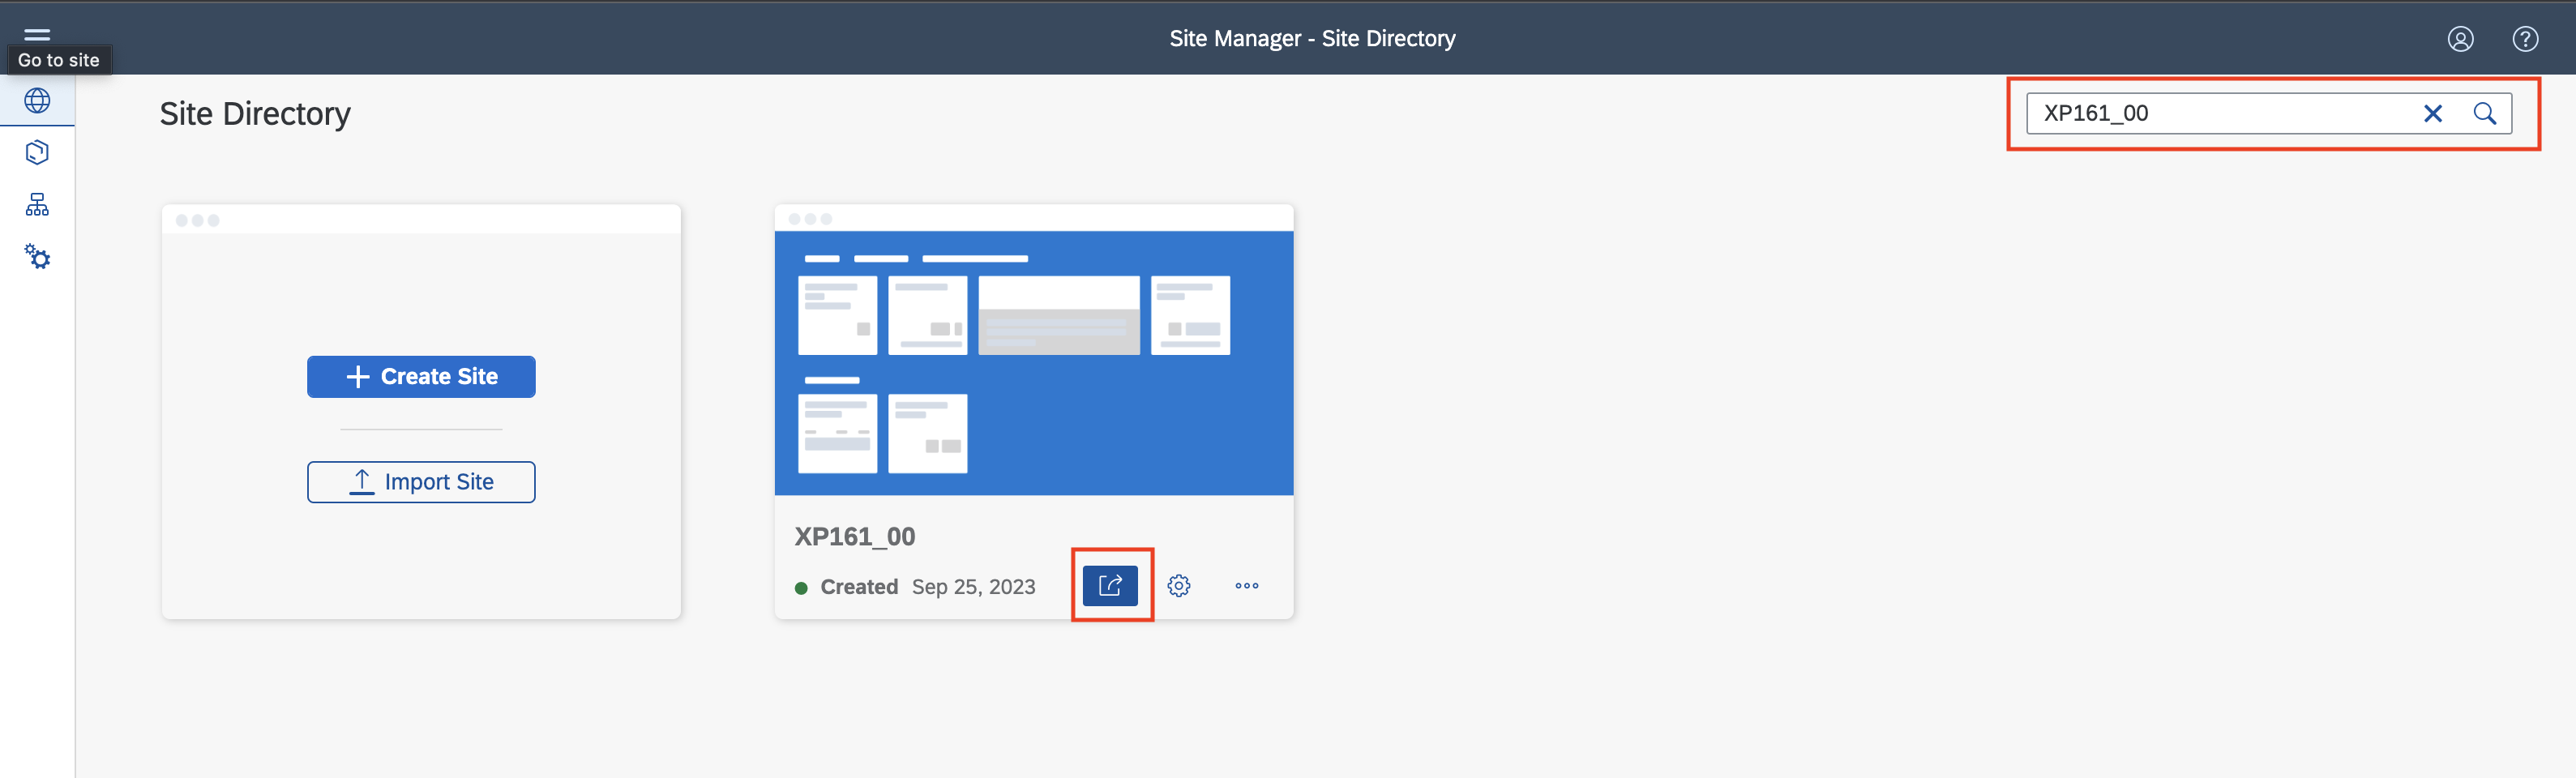 Site Manager - Site Directory
Go to site
Site Directory
XP161_00
Create Site
Import Site
XP161_00
Created Sep 25, 2023